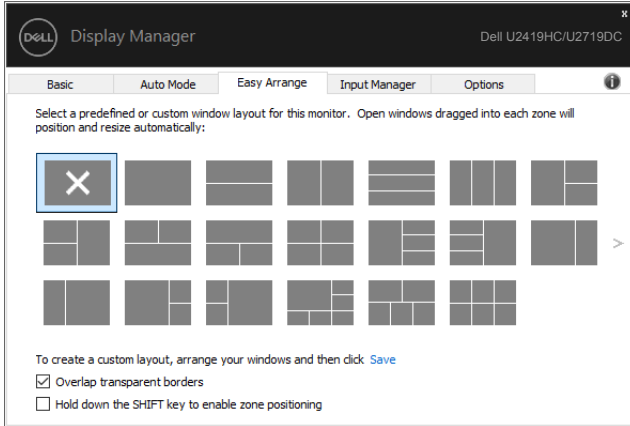 x
DELL Display Manager
Dell U2419HC/U2719DC
Basic Auto Mode Easy Arrange Input Manager Options
Select a predefined or custom window layout for this monitor. Open windows dragged into each zone will
position and resize automatically:
To create a custom layout, arrange your windows and then click Save
Overlap transparent borders
Hold down the SHIFT key to enable zone positioning